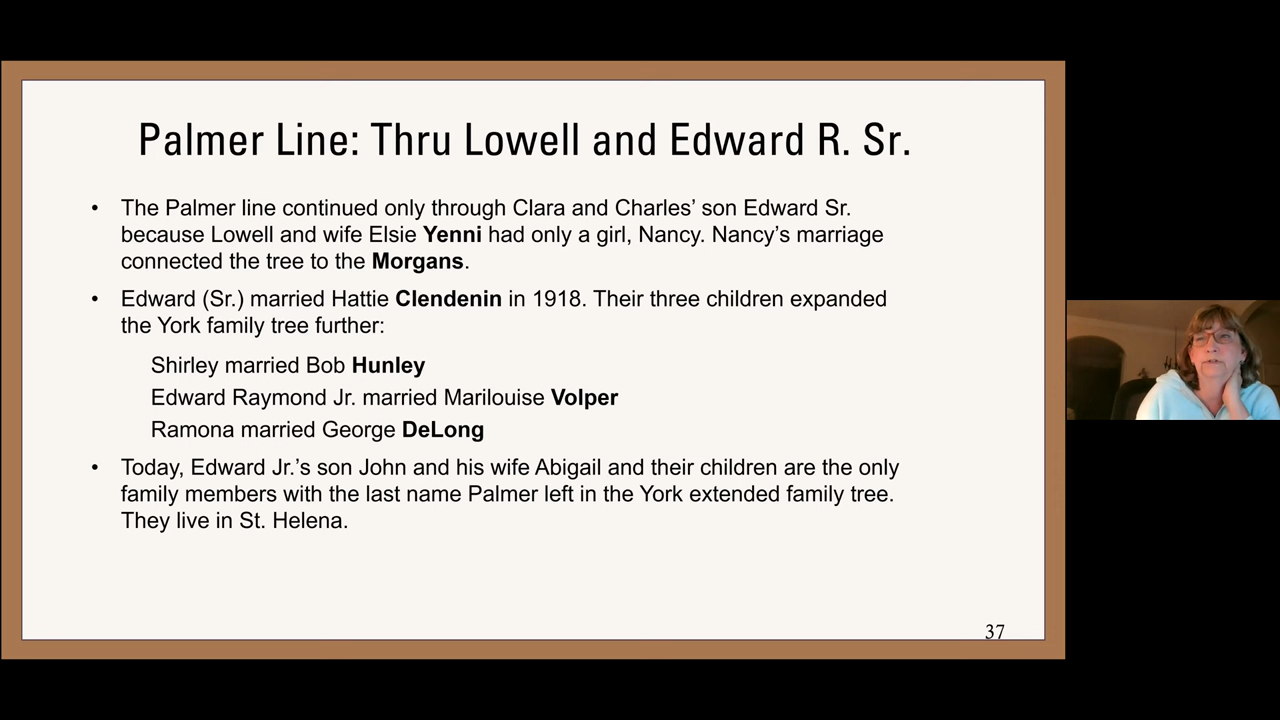 Palmer Line: Thru Lowell and Edward R. Sr.
• The Palmer line continued only through Clara and Charles’ son Edward Sr.
because Lowell and wife Elsie Yenni had only a girl, Nancy. Nancy’s marriage
connected the tree to the Morgans.
• Edward (Sr.) married Hattie Clendenin in 1918. Their three children expanded
the York family tree further:
Shirley married Bob Hunley
Edward Raymond Jr. married Marilouise Volper
Ramona married George DeLong
• Today, Edward Jr.’s son John and his wife Abigail and their children are the only
family members with the last name Palmer left in the York extended family tree.
They live in St. Helena.
37